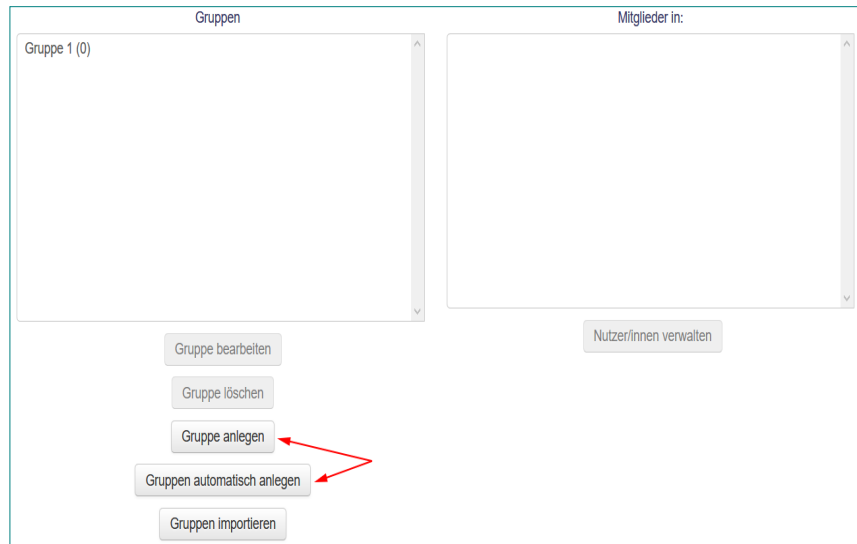 Gruppen
Mitglieder in:
Gruppe 1 (0)
Gruppe bearbeiten
Nutzer/innen verwalten
Gruppe löschen
Gruppe anlegen
Gruppen automatisch anlegen
Gruppen importieren